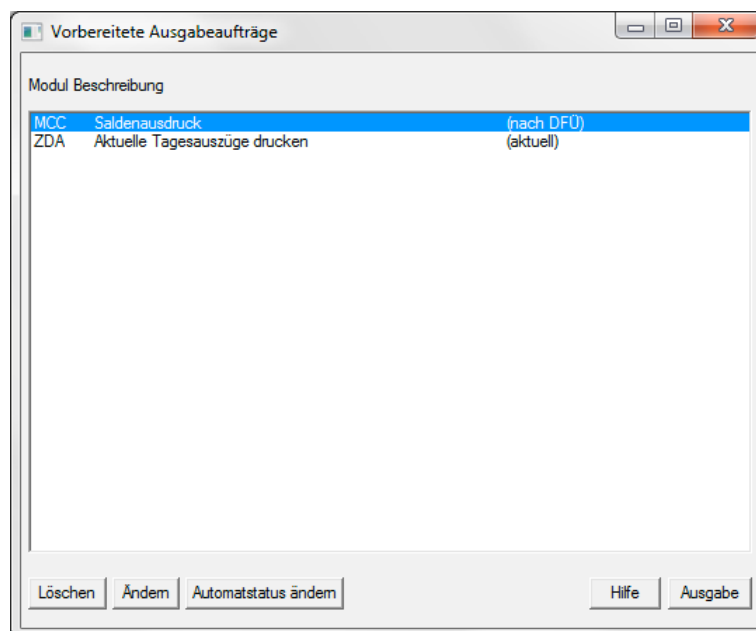 Vorbereitete Ausgabeaufträge
Modul Beschreibung
MCC Saldenausdruck (nach DFÜ)
ZDA Aktuelle Tagesauszüge drucken (aktuell)
Löschen Ändern Automatstatus ändern Hilfe Ausgabe